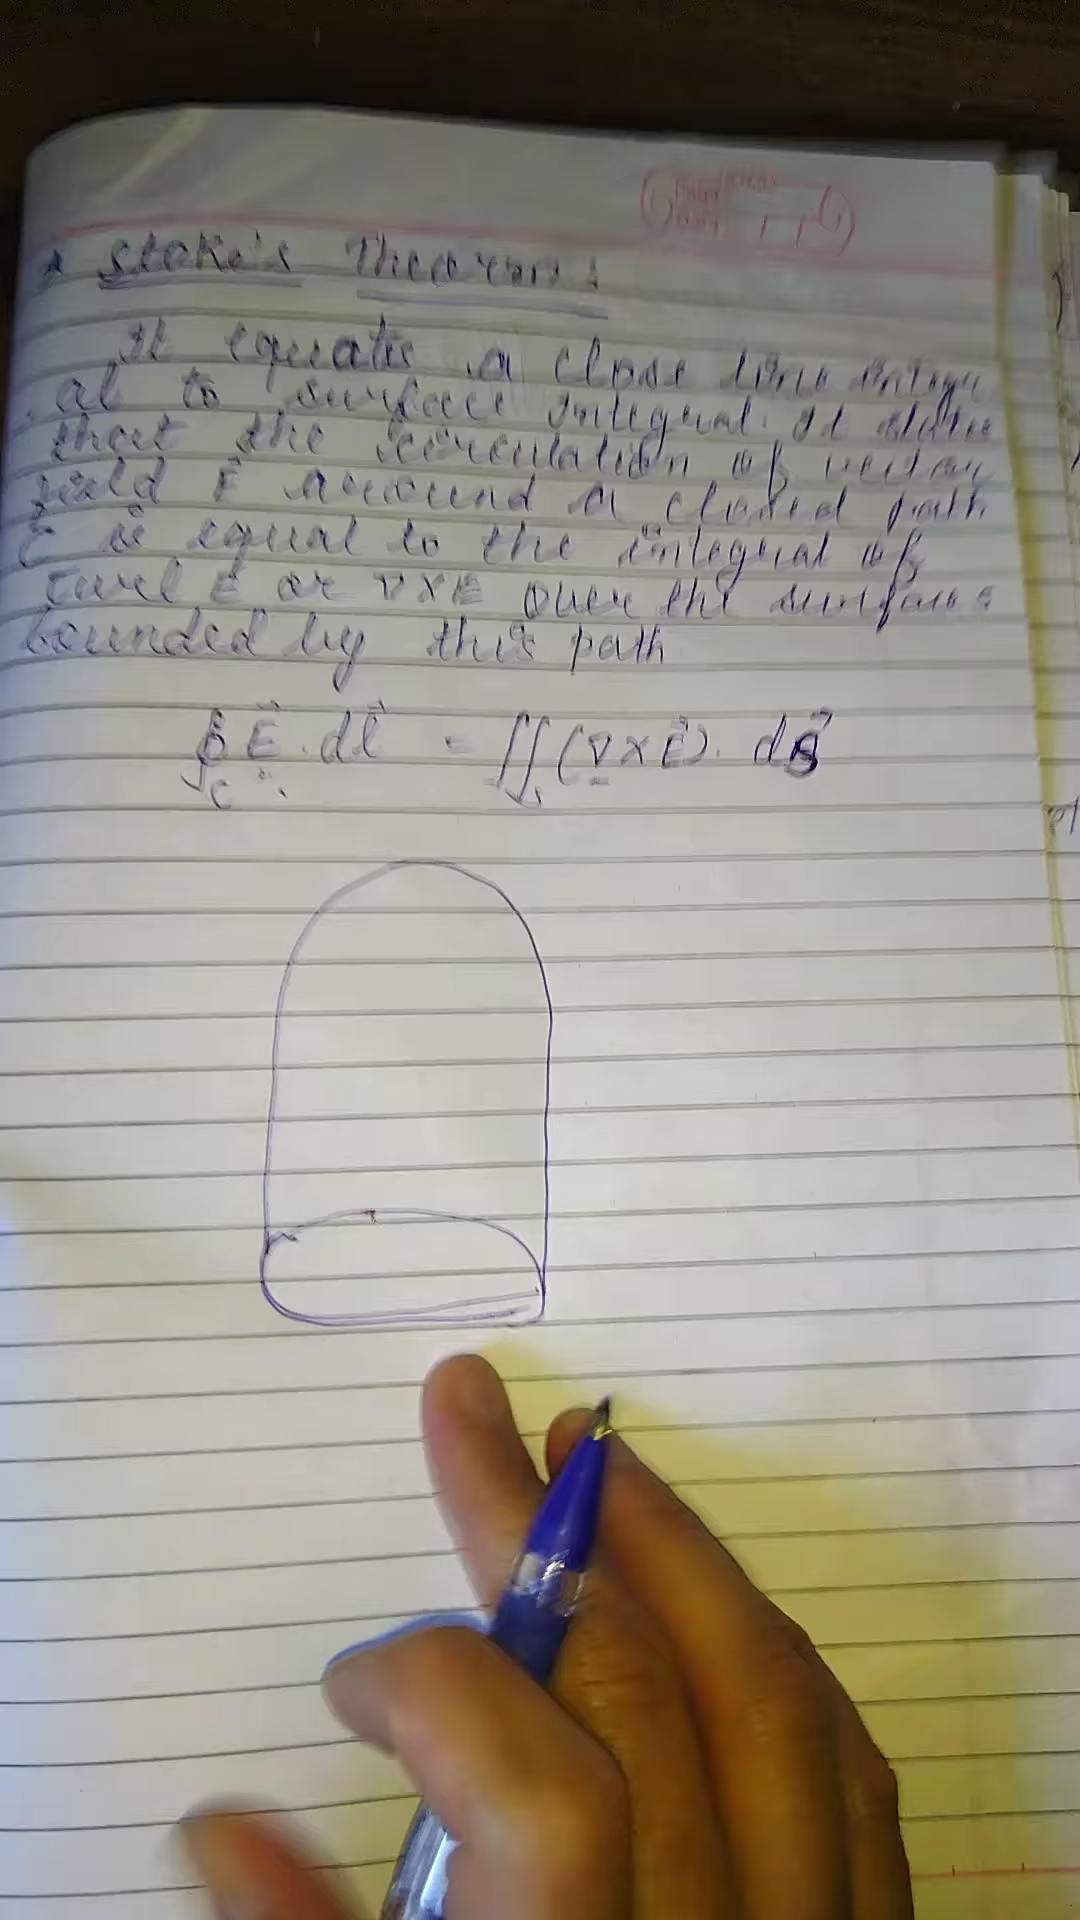 * Stoke's Theorem :
It equates a close line integr
al to surface integral. It states
that the circulation of vector
field F⃗ around a closed path
C is equal to the integral of
curl E or ∇×E over the surface
bounded by this path
∮c E⃗ . dl⃗ = ∬s (∇×E⃗). dS⃗